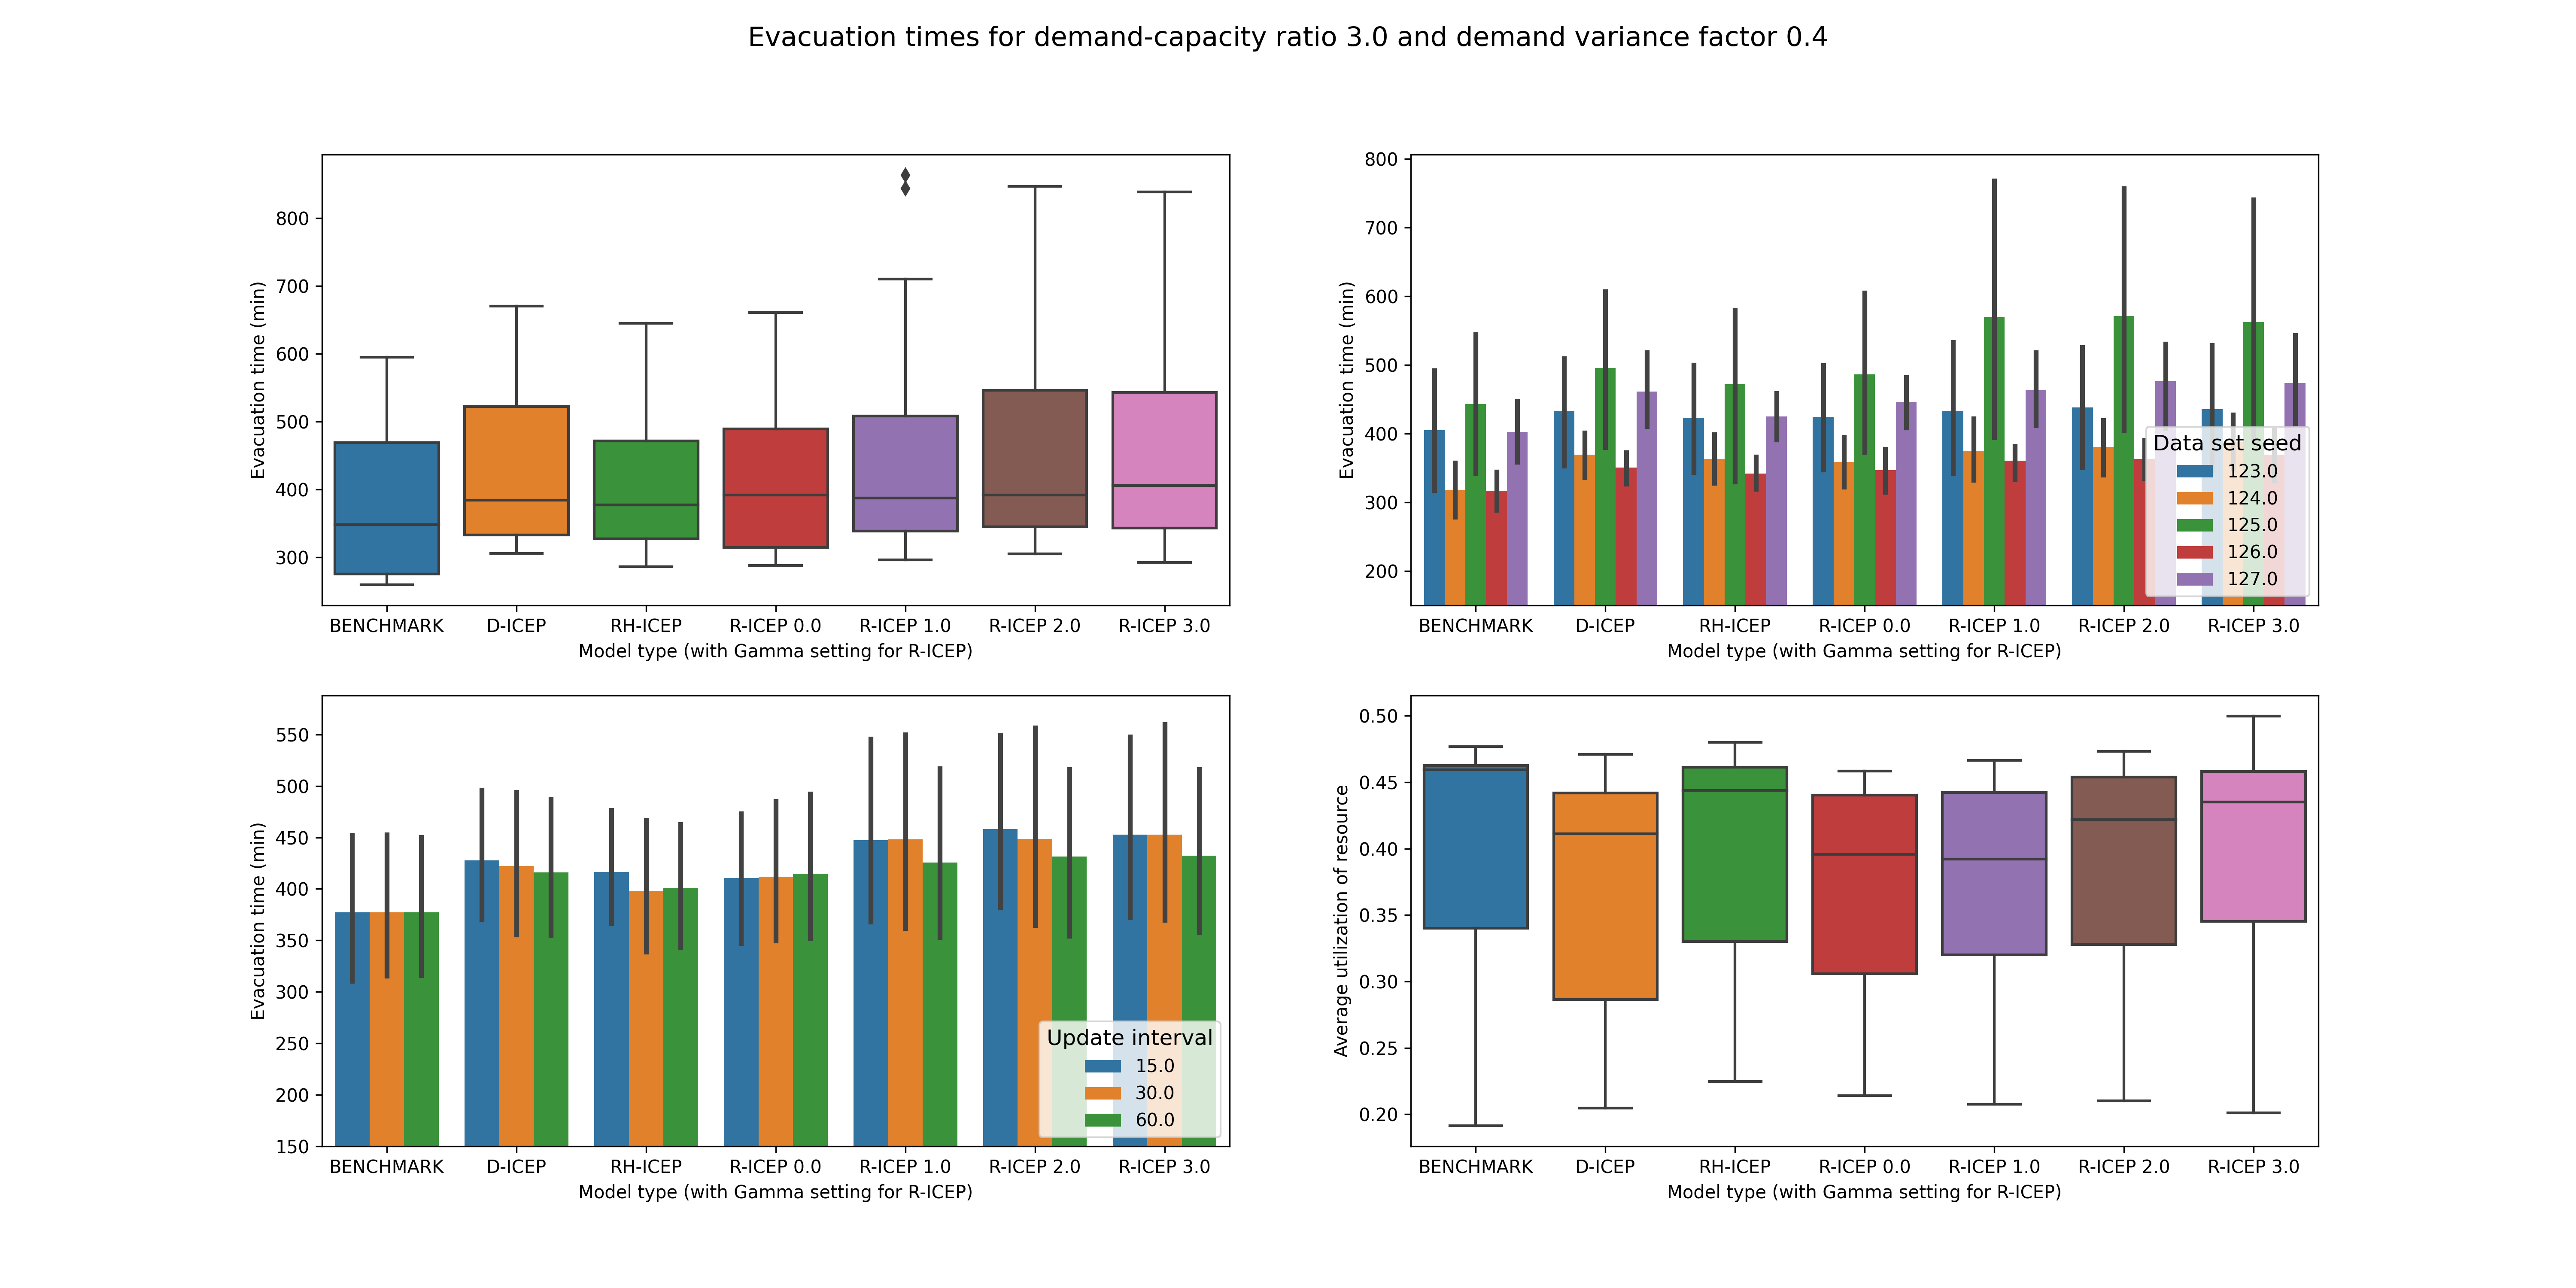 Evacuation times for demand-capacity ratio 3.0 and demand variance factor 0.4
Evacuation time (min)
800
700
600
500
400
300
BENCHMARK D-ICEP RH-ICEP R-ICEP 0.0 R-ICEP 1.0 R-ICEP 2.0 R-ICEP 3.0
Model type (with Gamma setting for R-ICEP)
Evacuation time (min)
800
700
600
500
400
300
200
Data set seed
123.0
124.0
125.0
126.0
127.0
BENCHMARK D-ICEP RH-ICEP R-ICEP 0.0 R-ICEP 1.0 R-ICEP 2.0 R-ICEP 3.0
Model type (with Gamma setting for R-ICEP)
Evacuation time (min)
550
500
450
400
350
300
250
200
150
Update interval
15.0
30.0
60.0
BENCHMARK D-ICEP RH-ICEP R-ICEP 0.0 R-ICEP 1.0 R-ICEP 2.0 R-ICEP 3.0
Model type (with Gamma setting for R-ICEP)
Average utilization of resource
0.50
0.45
0.40
0.35
0.30
0.25
0.20
BENCHMARK D-ICEP RH-ICEP R-ICEP 0.0 R-ICEP 1.0 R-ICEP 2.0 R-ICEP 3.0
Model type (with Gamma setting for R-ICEP)